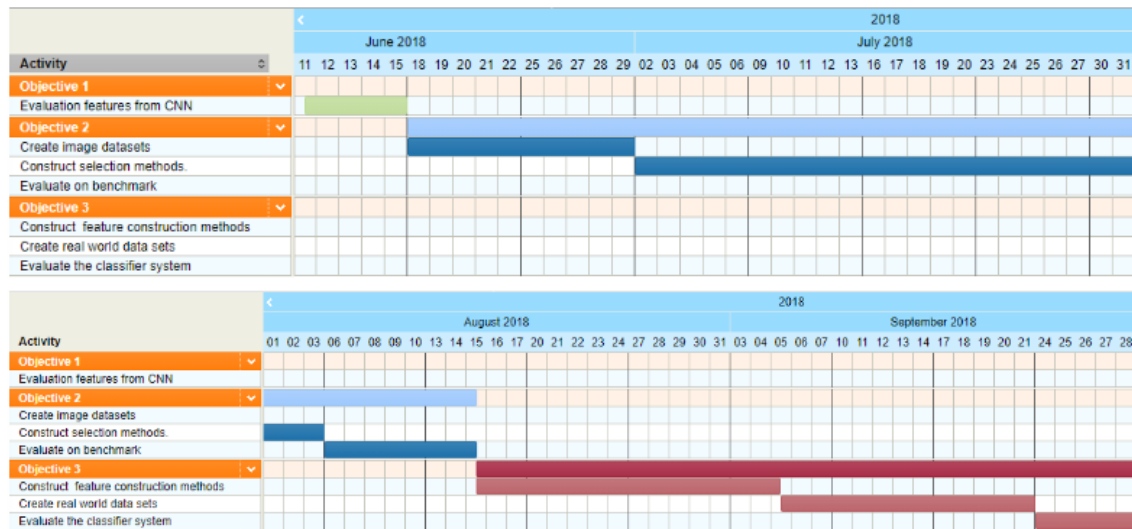 2018
June 2018 July 2018
Activity 11 12 13 14 15 18 19 20 21 22 25 26 27 28 29 02 03 04 05 06 09 10 11 12 13 16 17 18 19 20 23 24 25 26 27 30 31
Objective 1
Evaluation features from CNN
Objective 2
Create image datasets
Construct selection methods.
Evaluate on benchmark
Objective 3
Construct feature construction methods
Create real world data sets
Evaluate the classifier system
2018
August 2018 September 2018
Activity 01 02 03 06 07 08 09 10 13 14 15 16 17 20 21 22 23 24 27 28 29 30 31 03 04 05 06 07 10 11 12 13 14 17 18 19 20 21 24 25 26 27 28
Objective 1
Evaluation features from CNN
Objective 2
Create image datasets
Construct selection methods.
Evaluate on benchmark
Objective 3
Construct feature construction methods
Create real world data sets
Evaluate the classifier system